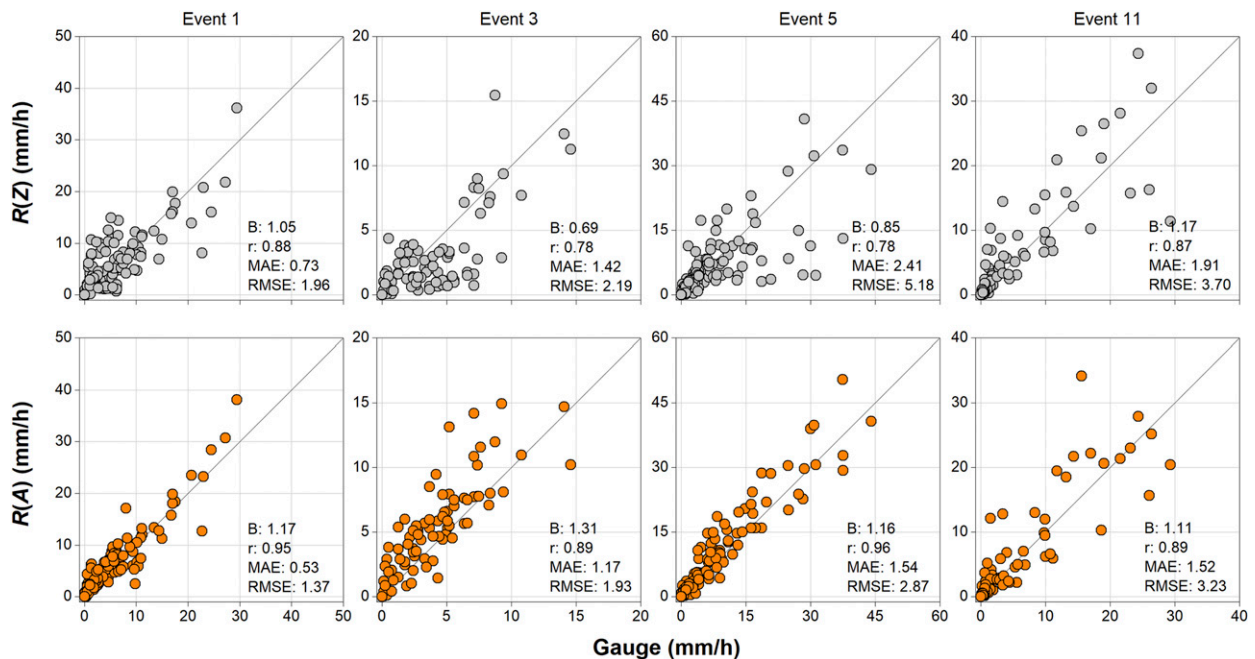 Event 1
Event 3
Event 5
Event 11
R(Z) (mm/h)
50
40
30
20
10
0
B: 1.05
r: 0.88
MAE: 0.73
RMSE: 1.96
20
15
10
5
0
B: 0.69
r: 0.78
MAE: 1.42
RMSE: 2.19
60
45
30
15
0
B: 0.85
r: 0.78
MAE: 2.41
RMSE: 5.18
40
30
20
10
0
B: 1.17
r: 0.87
MAE: 1.91
RMSE: 3.70
R(A) (mm/h)
50
40
30
20
10
0
B: 1.17
r: 0.95
MAE: 0.53
RMSE: 1.37
0 10 20 30 40 50
20
15
10
5
0
B: 1.31
r: 0.89
MAE: 1.17
RMSE: 1.93
0 5 10 15 20
60
45
30
15
0
B: 1.16
r: 0.96
MAE: 1.54
RMSE: 2.87
0 15 30 45 60
40
30
20
10
0
B: 1.11
r: 0.89
MAE: 1.52
RMSE: 3.23
0 10 20 30 40
Gauge (mm/h)